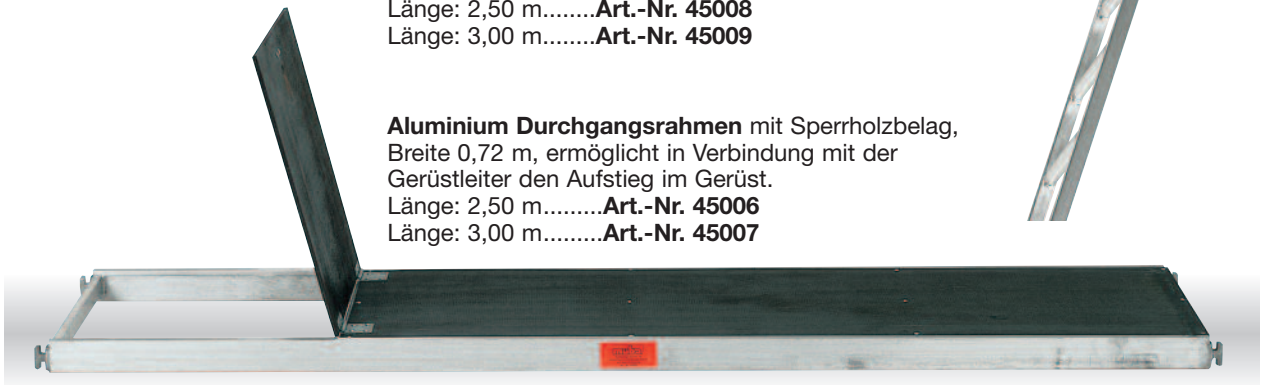 Länge: 2,50 m........Art.-Nr. 45008
Länge: 3,00 m........Art.-Nr. 45009
Aluminium Durchgangsrahmen mit Sperrholzbelag,
Breite 0,72 m, ermöglicht in Verbindung mit der
Gerüstleiter den Aufstieg im Gerüst.
Länge: 2,50 m.........Art.-Nr. 45006
Länge: 3,00 m.........Art.-Nr. 45007